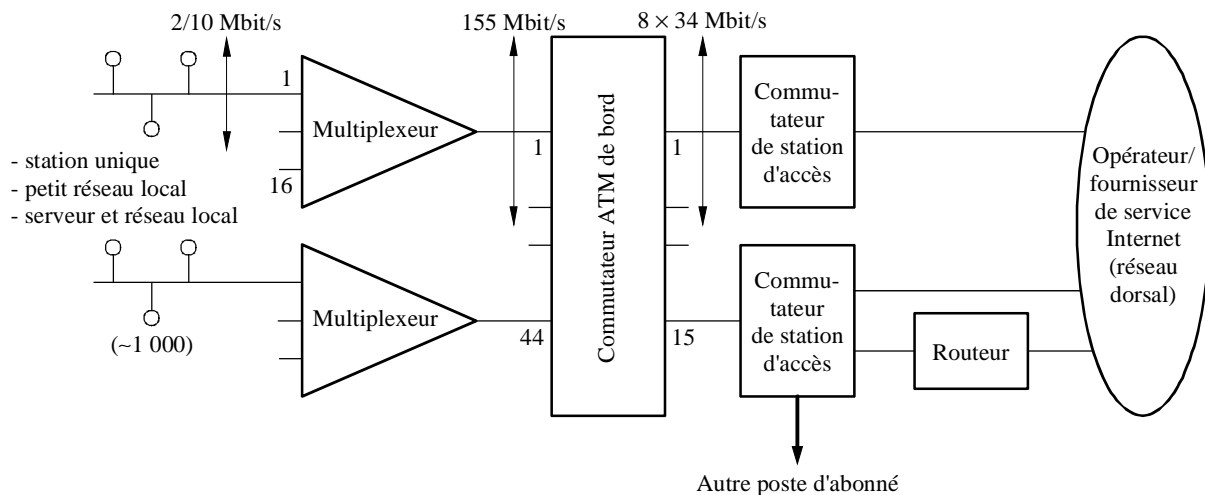 2/10 Mbit/s
155 Mbit/s
8 × 34 Mbit/s
1
16
Multiplexeur
- station unique
- petit réseau local
- serveur et réseau local
(~1 000)
Multiplexeur
1
44
Commutateur ATM de bord
1
15
Commu-
tateur
de station
d'accès
Commu-
tateur
de station
d'accès
Routeur
Autre poste d'abonné
Opérateur/
fournisseur
de service
Internet
(réseau
dorsal)